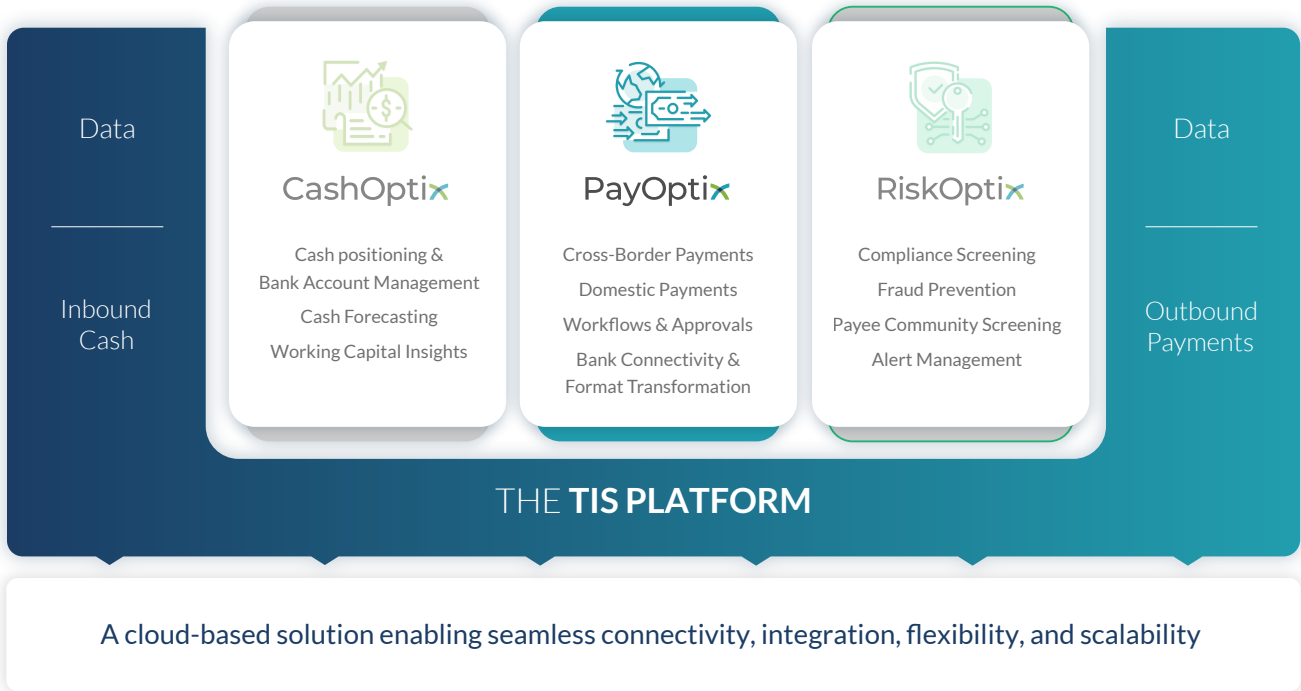 Data
Inbound
Cash
CashOptix
Cash positioning &
Bank Account Management
Cash Forecasting
Working Capital Insights
PayOptix
Cross-Border Payments
Domestic Payments
Workflows & Approvals
Bank Connectivity &
Format Transformation
RiskOptix
Compliance Screening
Fraud Prevention
Payee Community Screening
Alert Management
Data
Outbound
Payments
THE TIS PLATFORM
A cloud-based solution enabling seamless connectivity, integration, flexibility, and scalability